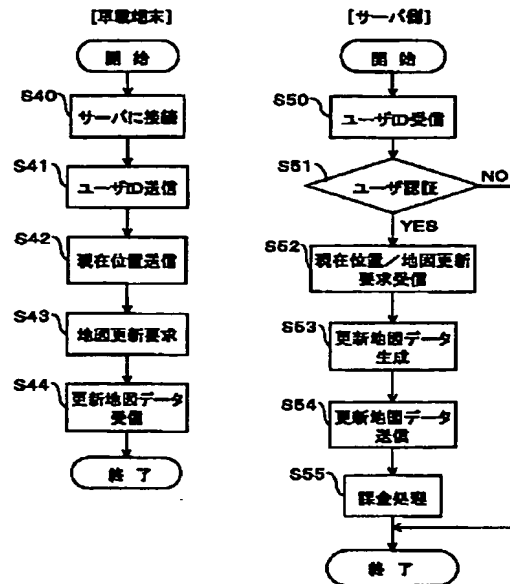 [車載端末]
開始
S40
サーバに接続
S41
ユーザID送信
S42
現在位置送信
S43
地図更新要求
S44
更新地図データ
受信
終了
[サーバ側]
開始
S50
ユーザID受信
S51
ユーザ認証
NO
YES
S52
現在位置/地図更新
要求受信
S53
更新地図データ
生成
S54
更新地図データ
送信
S55
課金処理
終了